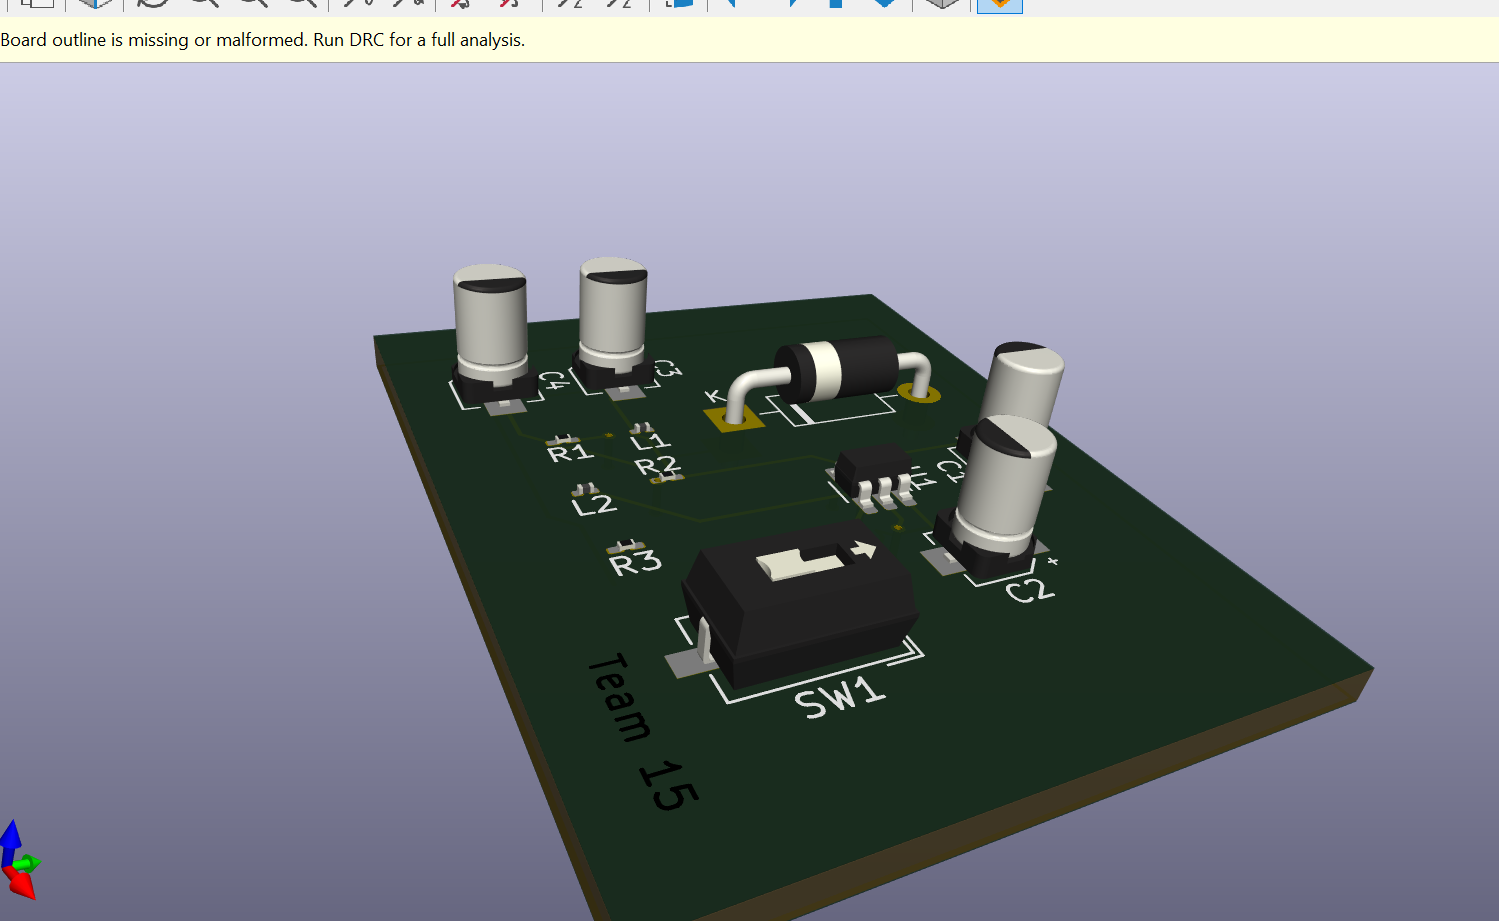 Board outline is missing or malformed. Run DRC for a full analysis.
C4
C3
K
R1
L1
R2
L2
R3
C1
C2
+
SW1
Team 15